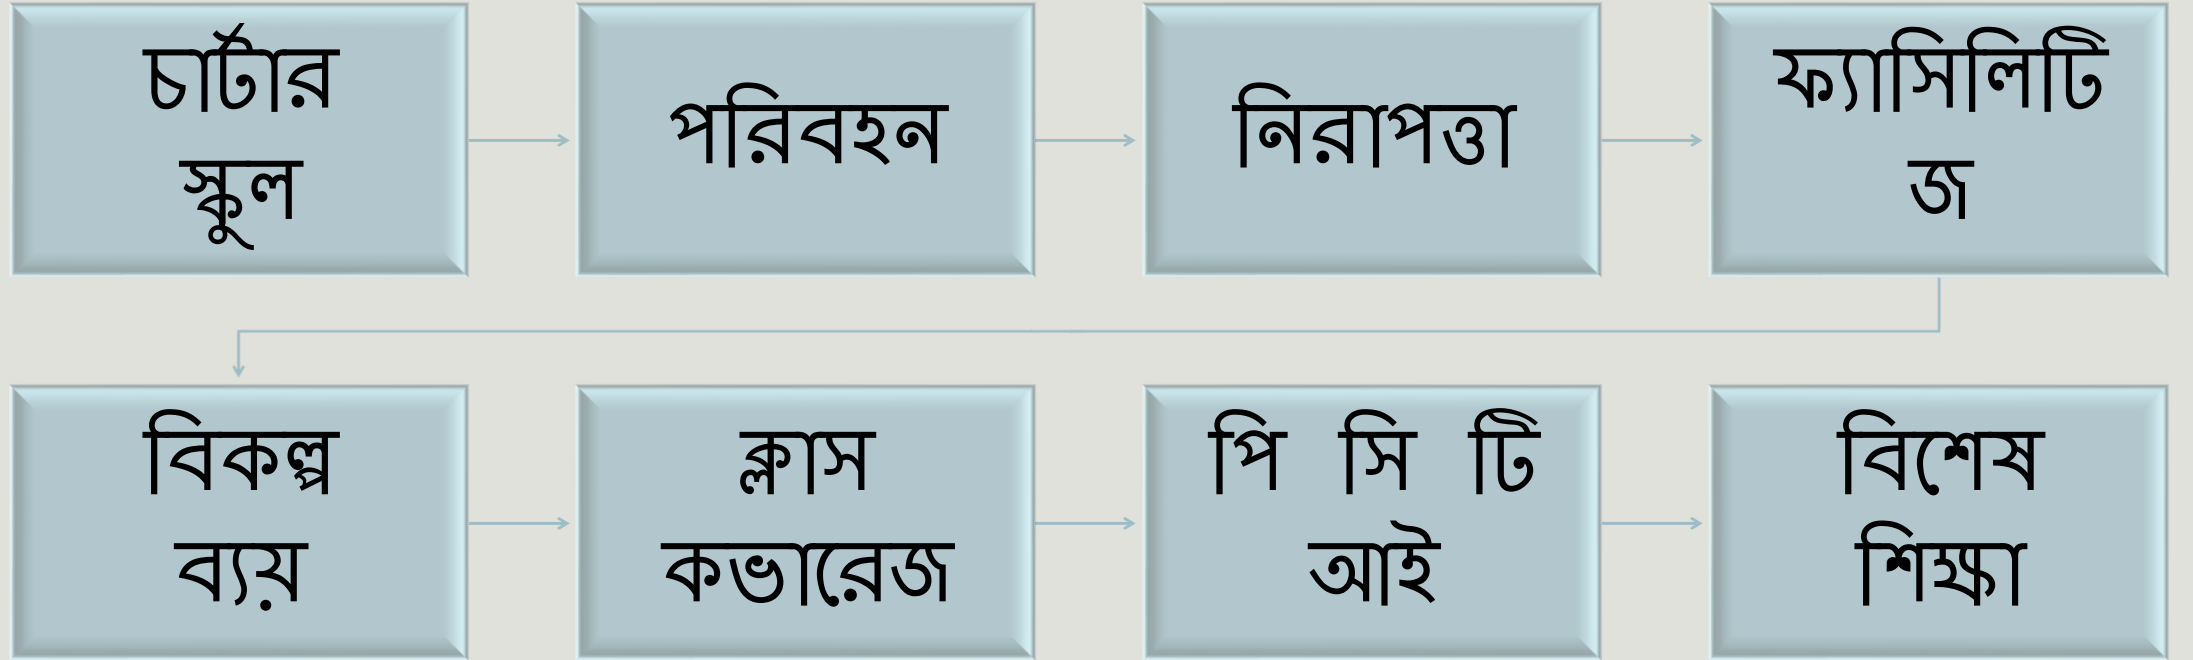 চার্টার
স্কুল
পরিবহন
নিরাপত্তা
ফ্যাসিলিটি
জ
বিকল্প
ব্যয়
ক্লাস
কভারেজ
পি সি টি
আই
বিশেষ
শিক্ষা